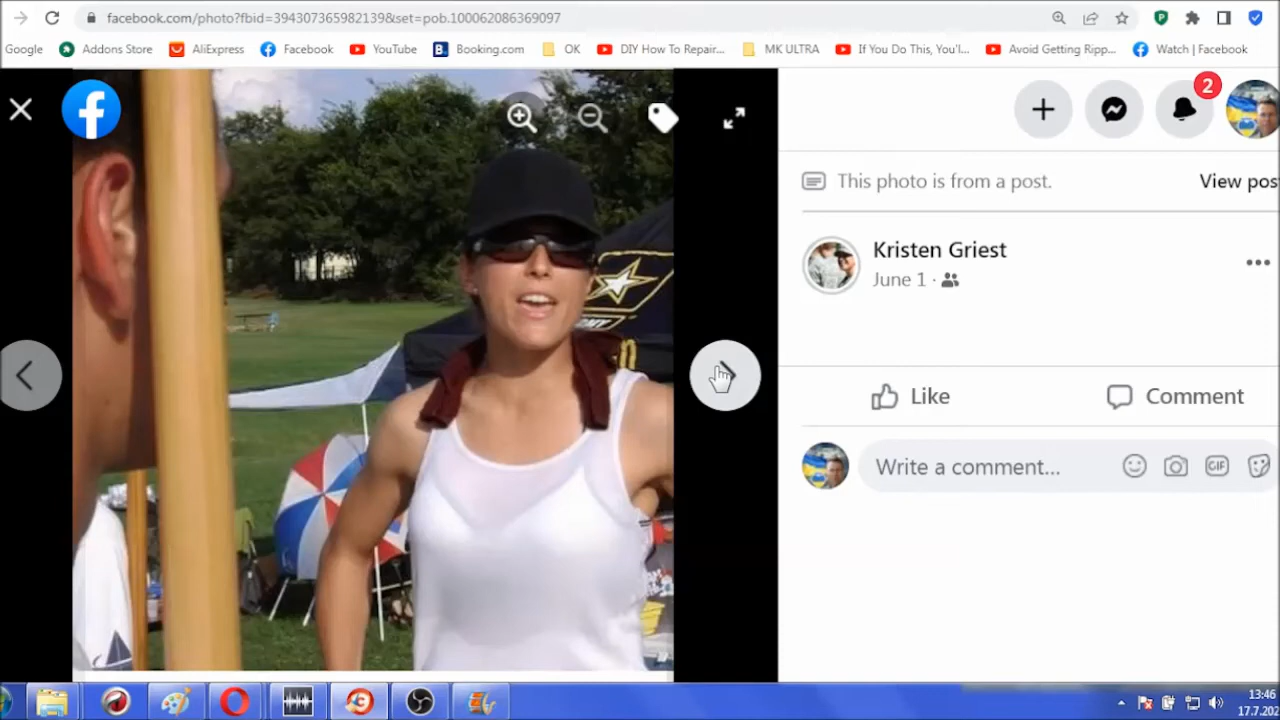 facebook.com/photo?fbid=394307365982139&set=pob.100062086369097
Google Addons Store AliExpress Facebook YouTube Booking.com OK DIY How To Repair... MK ULTRA If You Do This, You'l... Avoid Getting Ripp... Watch | Facebook
2
This photo is from a post. View pos
Kristen Griest
June 1 ·
Like Comment
Write a comment... GIF
13:46
17.7.202